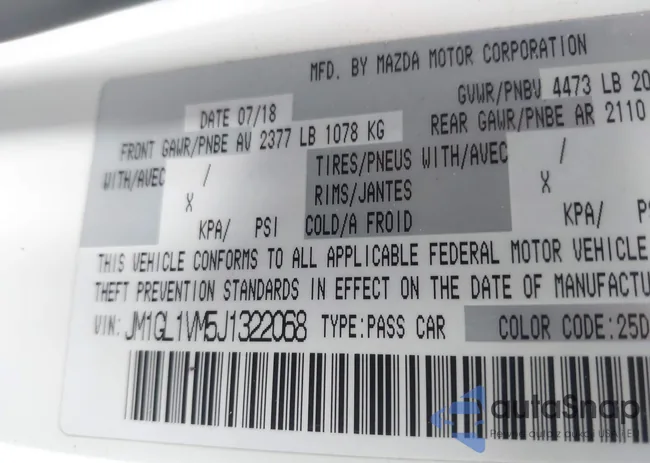 MFD. BY MAZDA MOTOR CORPORATION
DATE 07/18 GVWR/PNBV 4473 LB 20
FRONT GAWR/PNBE AV 2377 LB 1078 KG REAR GAWR/PNBE AR 2110
WITH/AVEC / TIRES/PNEUS WITH/AVEC /
X RIMS/JANTES X
KPA/ PSI COLD/A FROID KPA/ P
THIS VEHICLE CONFORMS TO ALL APPLICABLE FEDERAL MOTOR VEHICLE
THEFT PREVENTION STANDARDS IN EFFECT ON THE DATE OF MANUFACTU
VIN: JM1GL1VM5J1322068 TYPE:PASS CAR COLOR CODE:25D
autoSnap